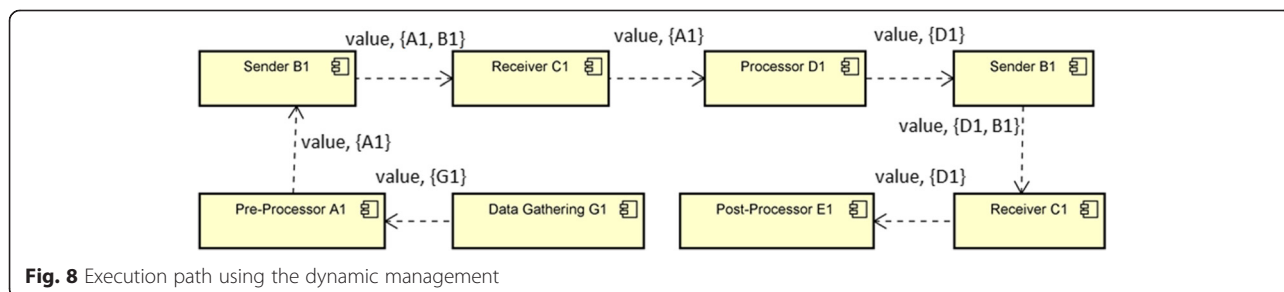 value, {A1, B1}
value, {A1}
value, {D1}
Sender B1
Receiver C1
Processor D1
Sender B1
value, {A1}
value, {D1, B1}
value, {G1}
value, {D1}
Pre-Processor A1
Data Gathering G1
Post-Processor E1
Receiver C1
Fig. 8 Execution path using the dynamic management